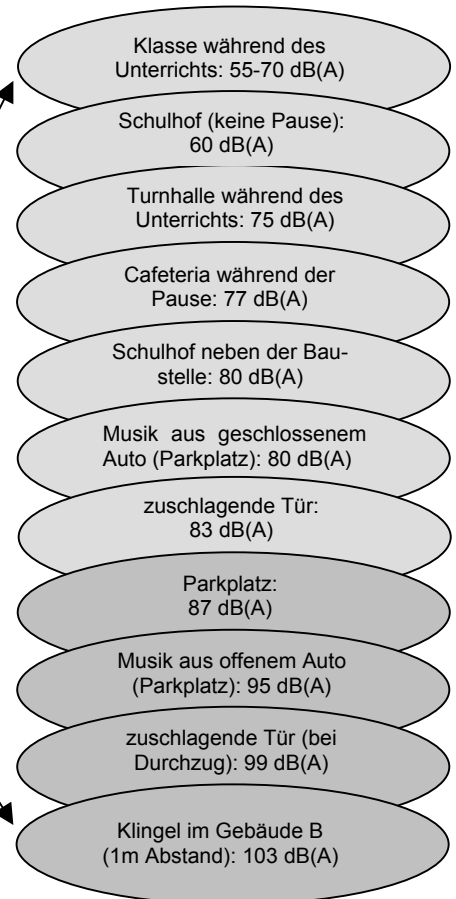 Klasse während des
Unterrichts: 55-70 dB(A)
Schulhof (keine Pause):
60 dB(A)
Turnhalle während des
Unterrichts: 75 dB(A)
Cafeteria während der
Pause: 77 dB(A)
Schulhof neben der Bau-
stelle: 80 dB(A)
Musik aus geschlossenem
Auto (Parkplatz): 80 dB(A)
zuschlagende Tür:
83 dB(A)
Parkplatz:
87 dB(A)
Musik aus offenem Auto
(Parkplatz): 95 dB(A)
zuschlagende Tür (bei
Durchzug): 99 dB(A)
Klingel im Gebäude B
(1m Abstand): 103 dB(A)